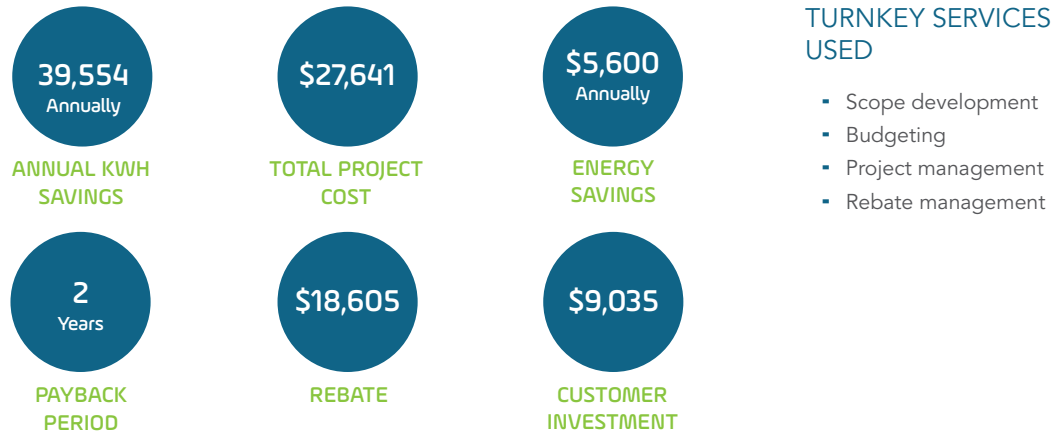 39,554
Annually
ANNUAL KWH
SAVINGS
$27,641
TOTAL PROJECT
COST
$5,600
Annually
ENERGY
SAVINGS
2
Years
PAYBACK
PERIOD
$18,605
REBATE
$9,035
CUSTOMER
INVESTMENT
TURNKEY SERVICES
USED
- Scope development
- Budgeting
- Project management
- Rebate management